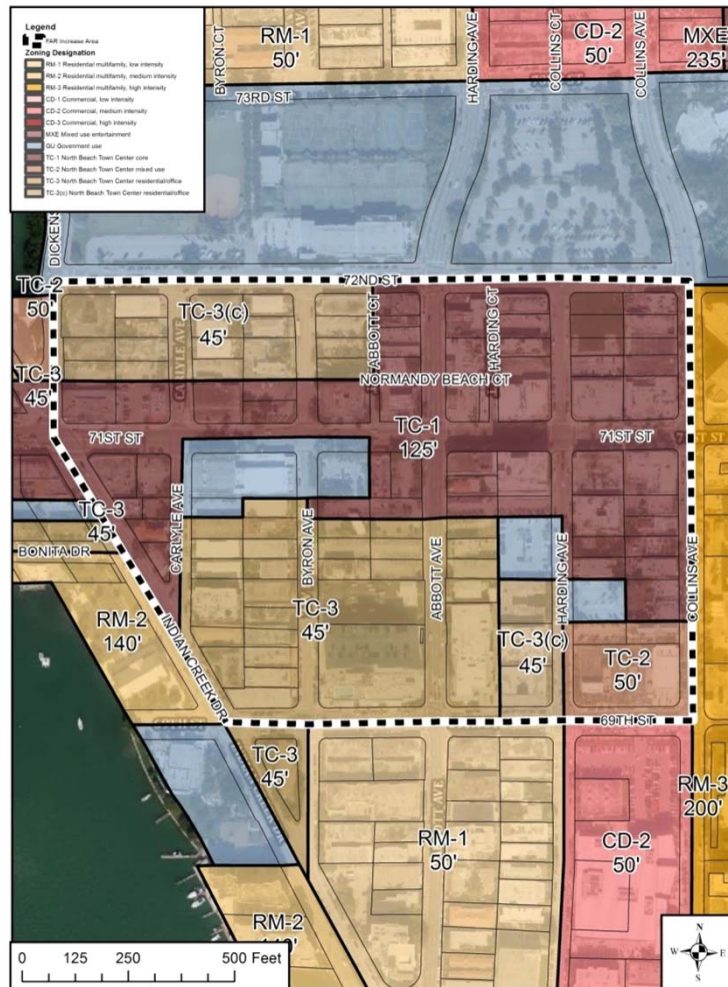 Legend
FAR Increase Area
Zoning Designation
RM-1 Residential multifamily, low intensity
RM-2 Residential multifamily, medium intensity
RM-3 Residential multifamily, high intensity
CD-1 Commercial, low intensity
CD-2 Commercial, medium intensity
CD-3 Commercial, high intensity
MXE Mixed use entertainment
GU Government use
TC-1 North Beach Town Center core
TC-2 North Beach Town Center mixed use
TC-3 North Beach Town Center residential/office
TC-3(c) North Beach Town Center residential/office
BYRON CT
RM-1
50'
HARDING AVE
COLLINS CT
CD-2
50'
COLLINS AVE
MXE
235'
73RD ST
72ND ST
TC-2
50'
CARLYLE AVE
TC-3(c)
45'
ABBOTT CT
HARDING CT
NORMANDY BEACH CT
TC-3
45'
71ST ST
TC-1
125'
71ST ST
TC-3
45'
BONITA DR
CARLYLE AVE
BYRON AVE
ABBOTT AVE
HARDING AVE
COLLINS AVE
RM-2
140'
INDIAN CREEK DR
TC-3
45'
TC-3(c)
45'
TC-2
50'
69TH ST
TC-3
45'
RM-1
50'
CD-2
50'
RM-3
200'
RM-2
0 125 250 500 Feet
N
W E
S